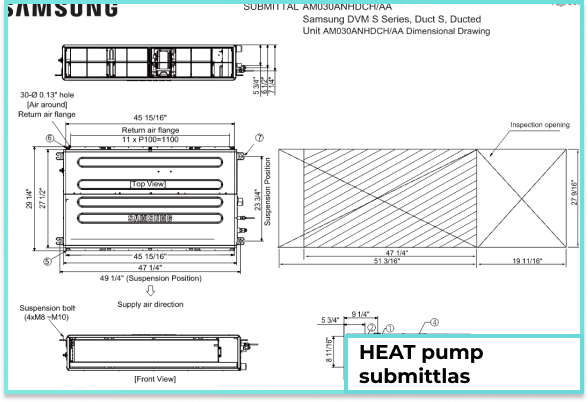 SAMSUNG
SUBMITTAL AM030ANHDCH/AA
Samsung DVM S Series, Duct S, Ducted
Unit AM030ANHDCH/AA Dimensional Drawing
5 3/4"
6 1/2"
7 1/4"
30-Ø 0.13" hole
[Air around]
Return air flange
45 15/16"
Return air flange
11 x P100=1100
⑥
⑦
Inspection opening
29 1/4"
27 1/2"
[Top View]
SAMSUNG
23 3/4"
Suspension Position
27 9/16"
⑤
45 15/16"
47 1/4"
49 1/4" (Suspension Position)
47 1/4"
51 3/16"
19 11/16"
Supply air direction
Suspension bolt
(4xM8 ~M10)
[Front View]
9 1/4"
5 3/4"
②
①
④
8 11/16"
HEAT pump
submittlas